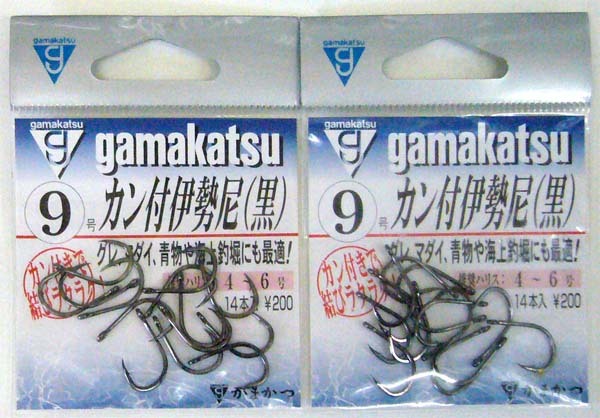 gamakatsu
gamakatsu
gamakatsu
9号
カン付伊勢尼(黒)
グレ、マダイ、青物や海上釣堀にも最適!
カン付きで
結びラクラク
ハリス:4～6号
14本入 ¥200
がまかつ
gamakatsu
gamakatsu
gamakatsu
9号
カン付伊勢尼(黒)
グレ、マダイ、青物や海上釣堀にも最適!
カン付きで
結びラクラク
ハリス:4～6号
14本入 ¥200
がまかつ